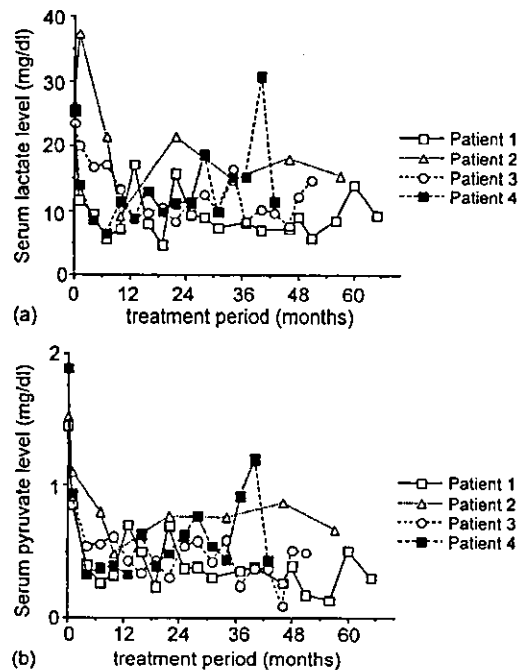 (a)
Serum lactate level (mg/dl)
40
30
20
10
0
0 12 24 36 48 60
treatment period (months)
Patient 1
Patient 2
Patient 3
Patient 4
(b)
Serum pyruvate level (mg/dl)
2
1
0
0 12 24 36 48 60
treatment period (months)
Patient 1
Patient 2
Patient 3
Patient 4